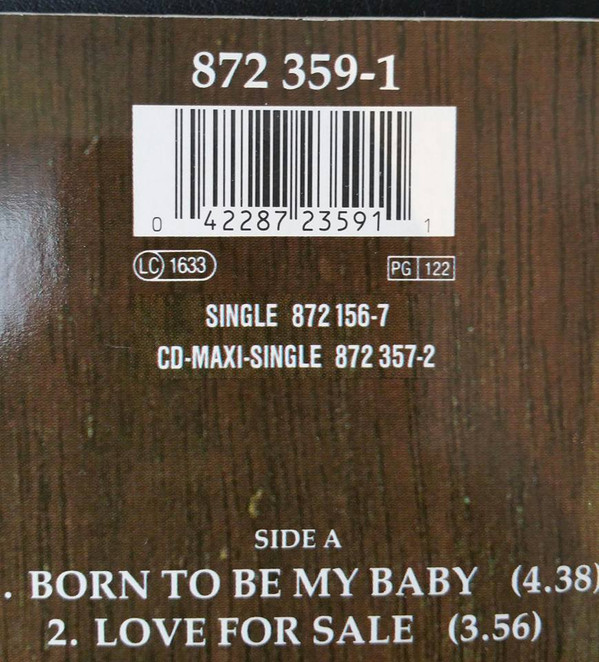 872 359-1
0 42287 23591 1
LC 1633 PG 122
SINGLE 872 156-7
CD-MAXI-SINGLE 872 357-2
SIDE A
. BORN TO BE MY BABY (4.38)
2. LOVE FOR SALE (3.56)